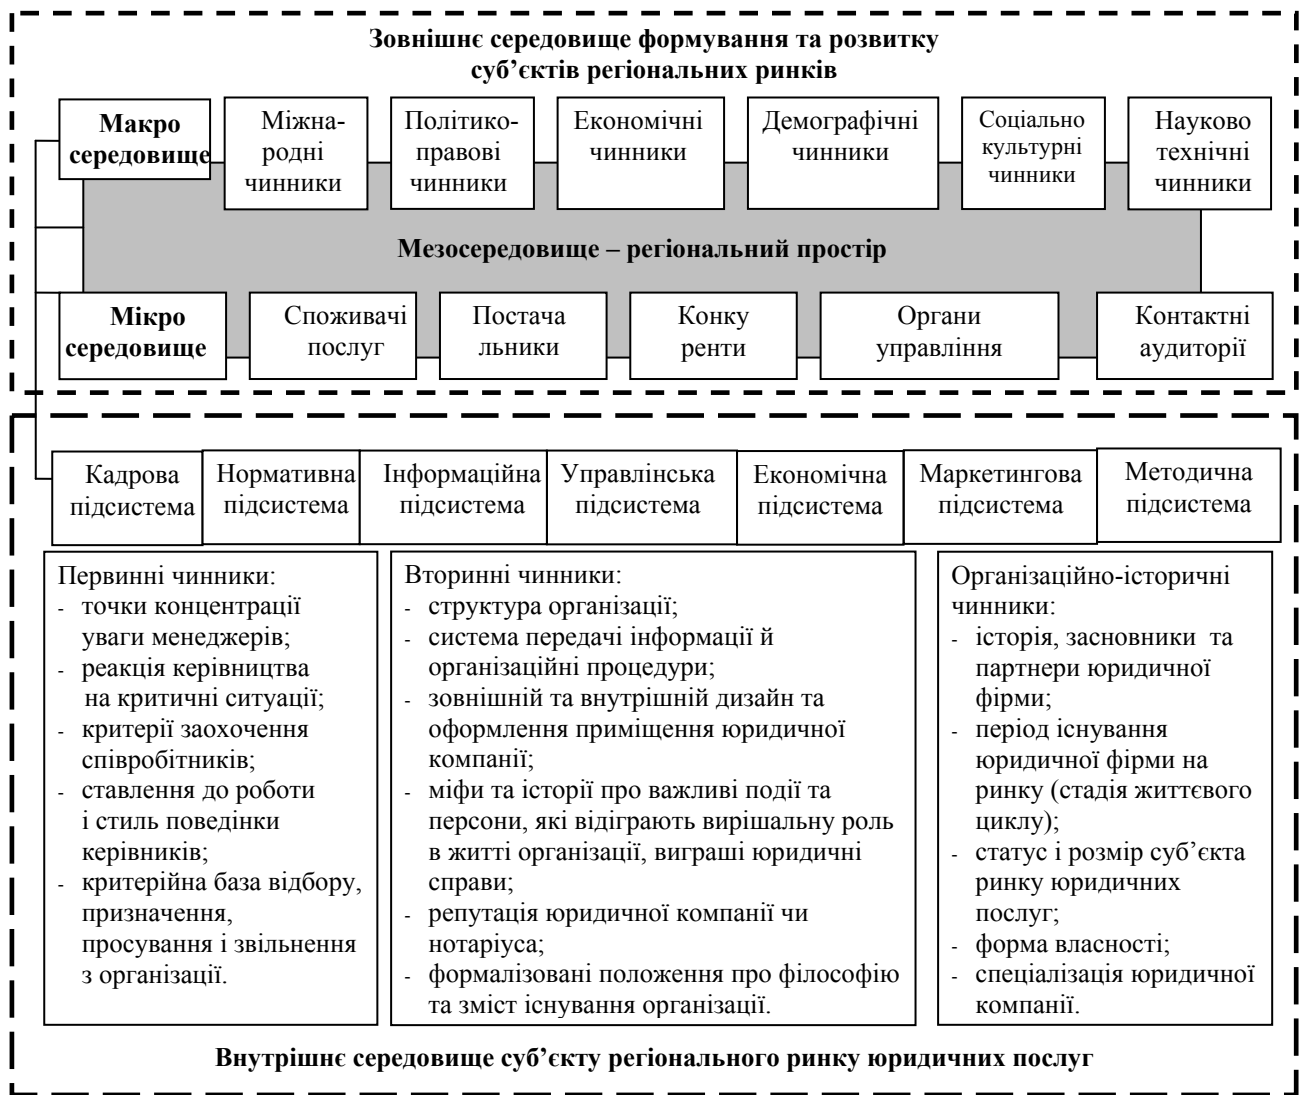 Зовнішнє середовище формування та розвитку
суб’єктів регіональних ринків
Макро
середовище
Міжна-
родні
чинники
Політико-
правові
чинники
Економічні
чинники
Демографічні
чинники
Соціально
культурні
чинники
Науково
технічні
чинники
Мезосередовище – регіональний простір
Мікро
середовище
Споживачі
послуг
Постача
льники
Конку
ренти
Органи
управління
Контактні
аудиторії
Кадрова
підсистема
Нормативна
підсистема
Інформаційна
підсистема
Управлінська
підсистема
Економічна
підсистема
Маркетингова
підсистема
Методична
підсистема
Первинні чинники:
- точки концентрації
уваги менеджерів;
- реакція керівництва
на критичні ситуації;
- критерії заохочення
співробітників;
- ставлення до роботи
і стиль поведінки
керівників;
- критерійна база відбору,
призначення,
просування і звільнення
з організації.
Вторинні чинники:
- структура організації;
- система передачі інформації й
організаційні процедури;
- зовнішній та внутрішній дизайн та
оформлення приміщення юридичної
компанії;
- міфи та історії про важливі події та
персони, які відіграють вирішальну роль
в житті організації, виграші юридичні
справи;
- репутація юридичної компанії чи
нотаріуса;
- формалізовані положення про філософію
та зміст існування організації.
Організаційно-історичні
чинники:
- історія, засновники та
партнери юридичної
фірми;
- період існування
юридичної фірми на
ринку (стадія життєвого
циклу);
- статус і розмір суб’єкта
ринку юридичних
послуг;
- форма власності;
- спеціалізація юридичної
компанії.
Внутрішнє середовище суб’єкту регіонального ринку юридичних послуг